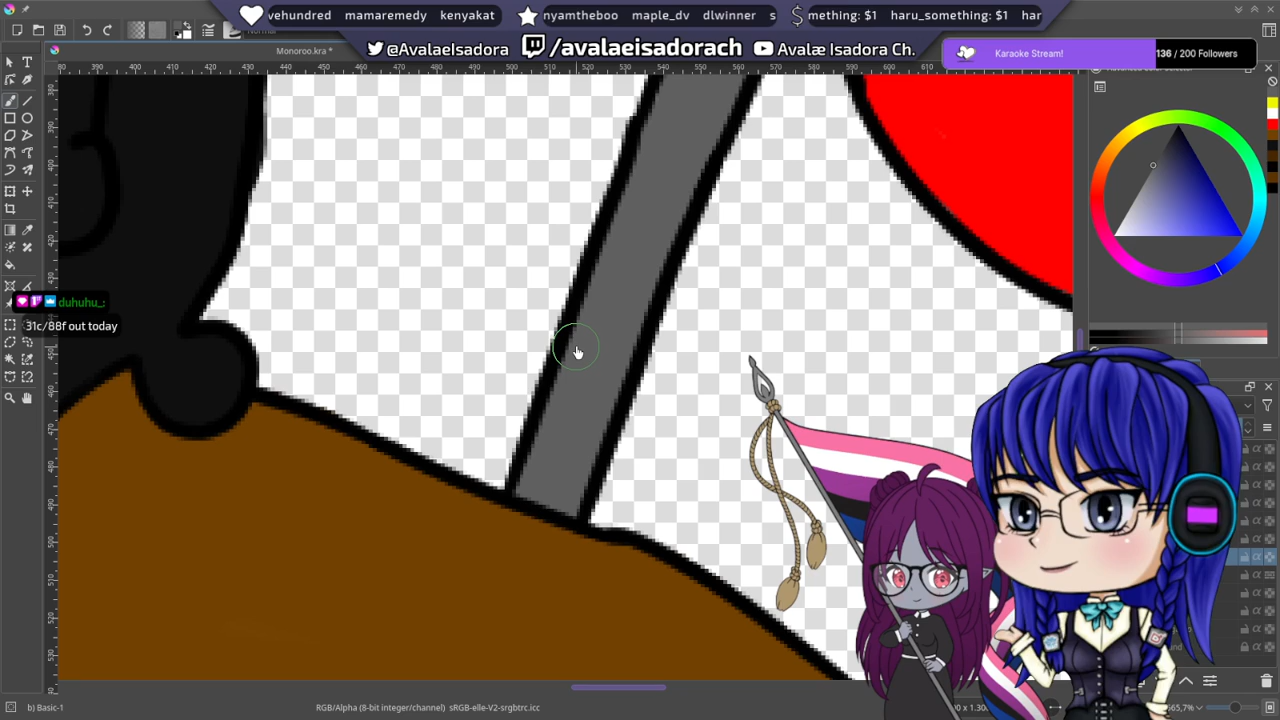 vehundred mamaremedy kenyakat
nyamtheboo maple_dv dlwinner s
mething: $1 haru_something: $1 har
@AvalaeIsadora /avalaeisadorach Avalæ Isadora Ch.
Karaoke Stream! 136 / 200 Followers
Monoroo.kra *
duhuhu_:
31c/88f out today
b) Basic-1
RGB/Alpha (8-bit integer/channel) sRGB-elle-V2-srgbtrc.icc